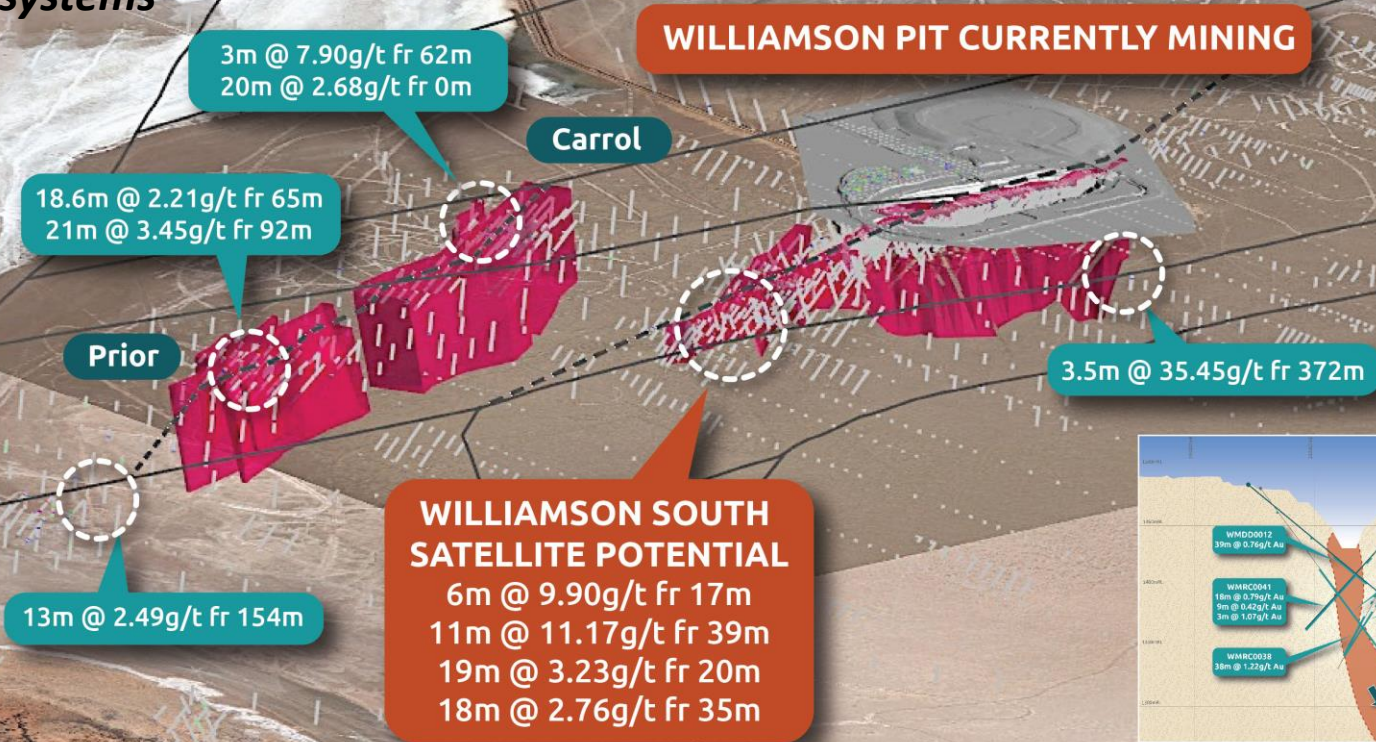 systems
3m @ 7.90g/t fr 62m
20m @ 2.68g/t fr 0m
WILLIAMSON PIT CURRENTLY MINING
Carrol
18.6m @ 2.21g/t fr 65m
21m @ 3.45g/t fr 92m
Prior
3.5m @ 35.45g/t fr 372m
13m @ 2.49g/t fr 154m
WILLIAMSON SOUTH
SATELLITE POTENTIAL
6m @ 9.90g/t fr 17m
11m @ 11.17g/t fr 39m
19m @ 3.23g/t fr 20m
18m @ 2.76g/t fr 35m
WMDD0012
39m @ 0.76g/t Au
WMRC0041
18m @ 0.79g/t Au
9m @ 0.42g/t Au
3m @ 1.07g/t Au
WMRC0038
38m @ 1.22g/t Au